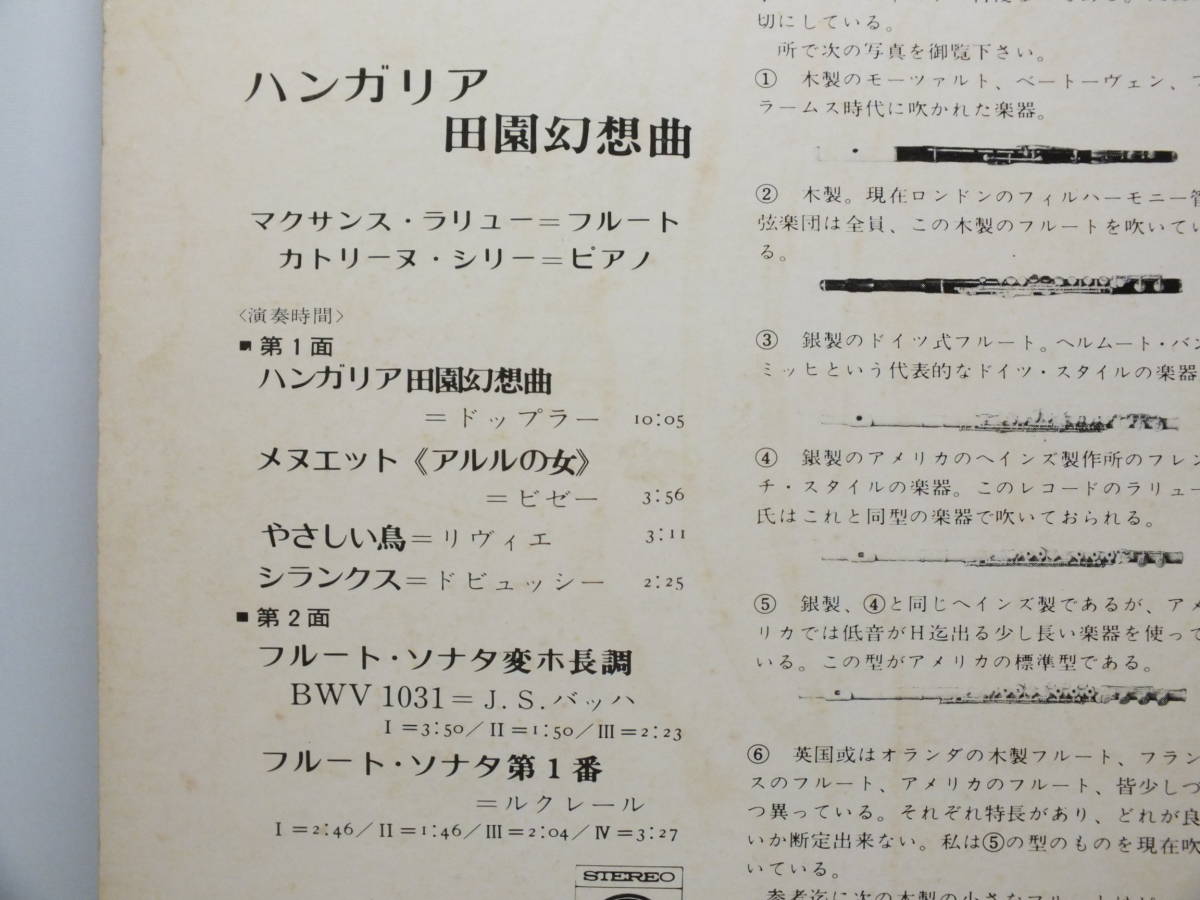 ハンガリア
田園幻想曲
マクサンス・ラリュー＝フルート
カトリーヌ・シリー＝ピアノ
〈演奏時間〉
■第1面
ハンガリア田園幻想曲
＝ドップラー 10:05
メヌエット《アルルの女》
＝ビゼー 3:56
やさしい鳥＝リヴィエ 3:11
シランクス＝ドビュッシー 2:25
■第2面
フルート・ソナタ変ホ長調
BWV 1031＝J.S.バッハ
I＝3:50／II＝1:50／III＝2:23
フルート・ソナタ第1番
＝ルクレール
I＝2:46／II＝1:46／III＝2:04／IV＝3:27
STEREO
切にしている。
所で次の写真を御覧下さい。
① 木製のモーツァルト、ベートーヴェン、ブ
ラームス時代に吹かれた楽器。
② 木製。現在ロンドンのフィルハーモニー管
弦楽団は全員、この木製のフルートを吹いてい
る。
③ 銀製のドイツ式フルート。ヘルムート・ハン
ミッヒという代表的なドイツ・スタイルの楽器
④ 銀製のアメリカのヘインズ製作所のフレン
チ・スタイルの楽器。このレコードのラリュー
氏はこれと同型の楽器で吹いておられる。
⑤ 銀製、④と同じヘインズ製であるが、アメ
リカでは低音がH迄出る少し長い楽器を使って
いる。この型がアメリカの標準型である。
⑥ 英国或はオランダの木製フルート、フラン
スのフルート、アメリカのフルート、皆少しづ
つ異っている。それぞれ特長があり、どれが良
いか断定出来ない。私は⑤の型のものを現在吹
いている。
参考迄に次の木製の小さなフルート